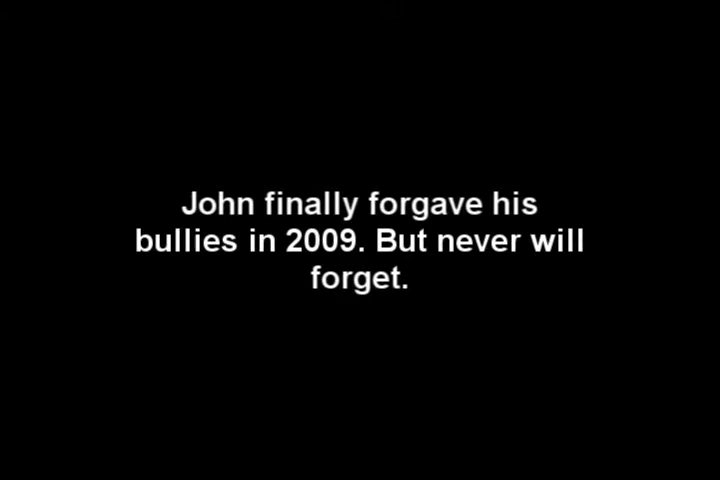 John finally forgave his
bullies in 2009. But never will
forget.